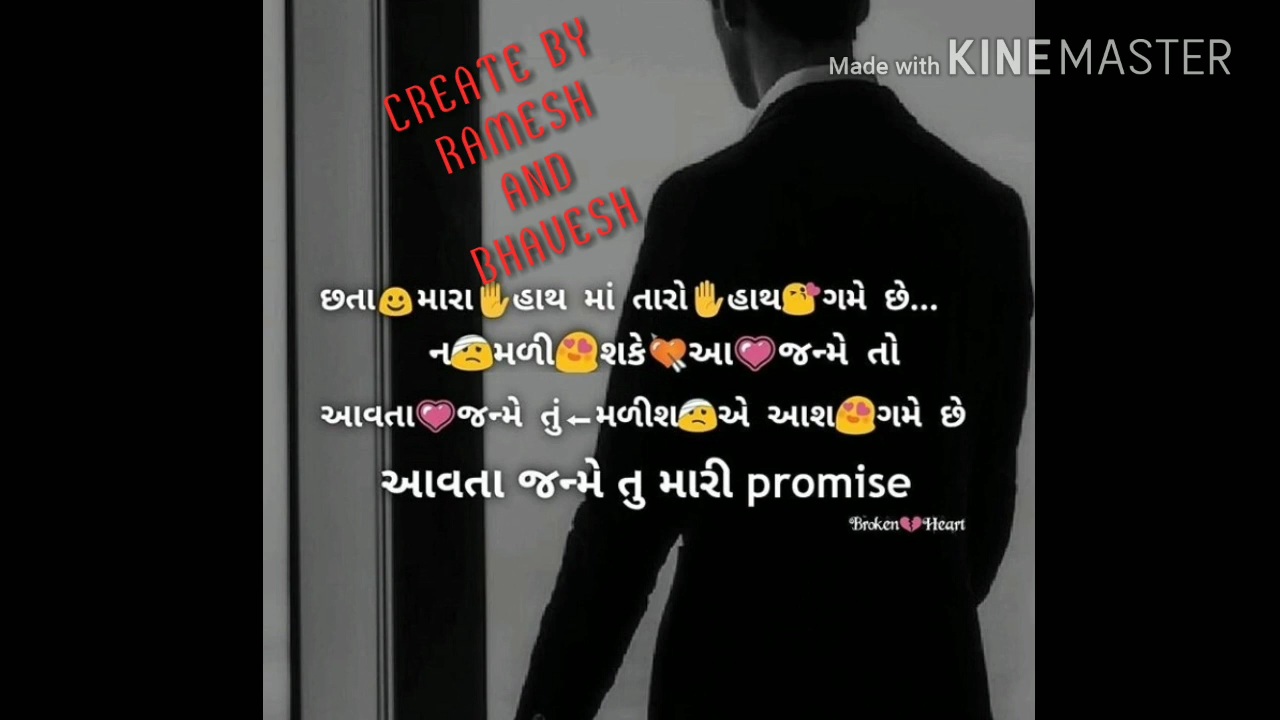 Made with KINEMASTER
CREATE BY
RAMESH
AND
BHAVESH
છતા😃મારા✋હાથ માં તારો✋હાથ😘ગમે છે...
ન🤕મળી😍શકે💘આ💗જન્મે તો
આવતા💗જન્મે તું←મળીશ🤕એ આશ😍ગમે છે
આવતા જન્મે તુ મારી promise
Broken💔Heart